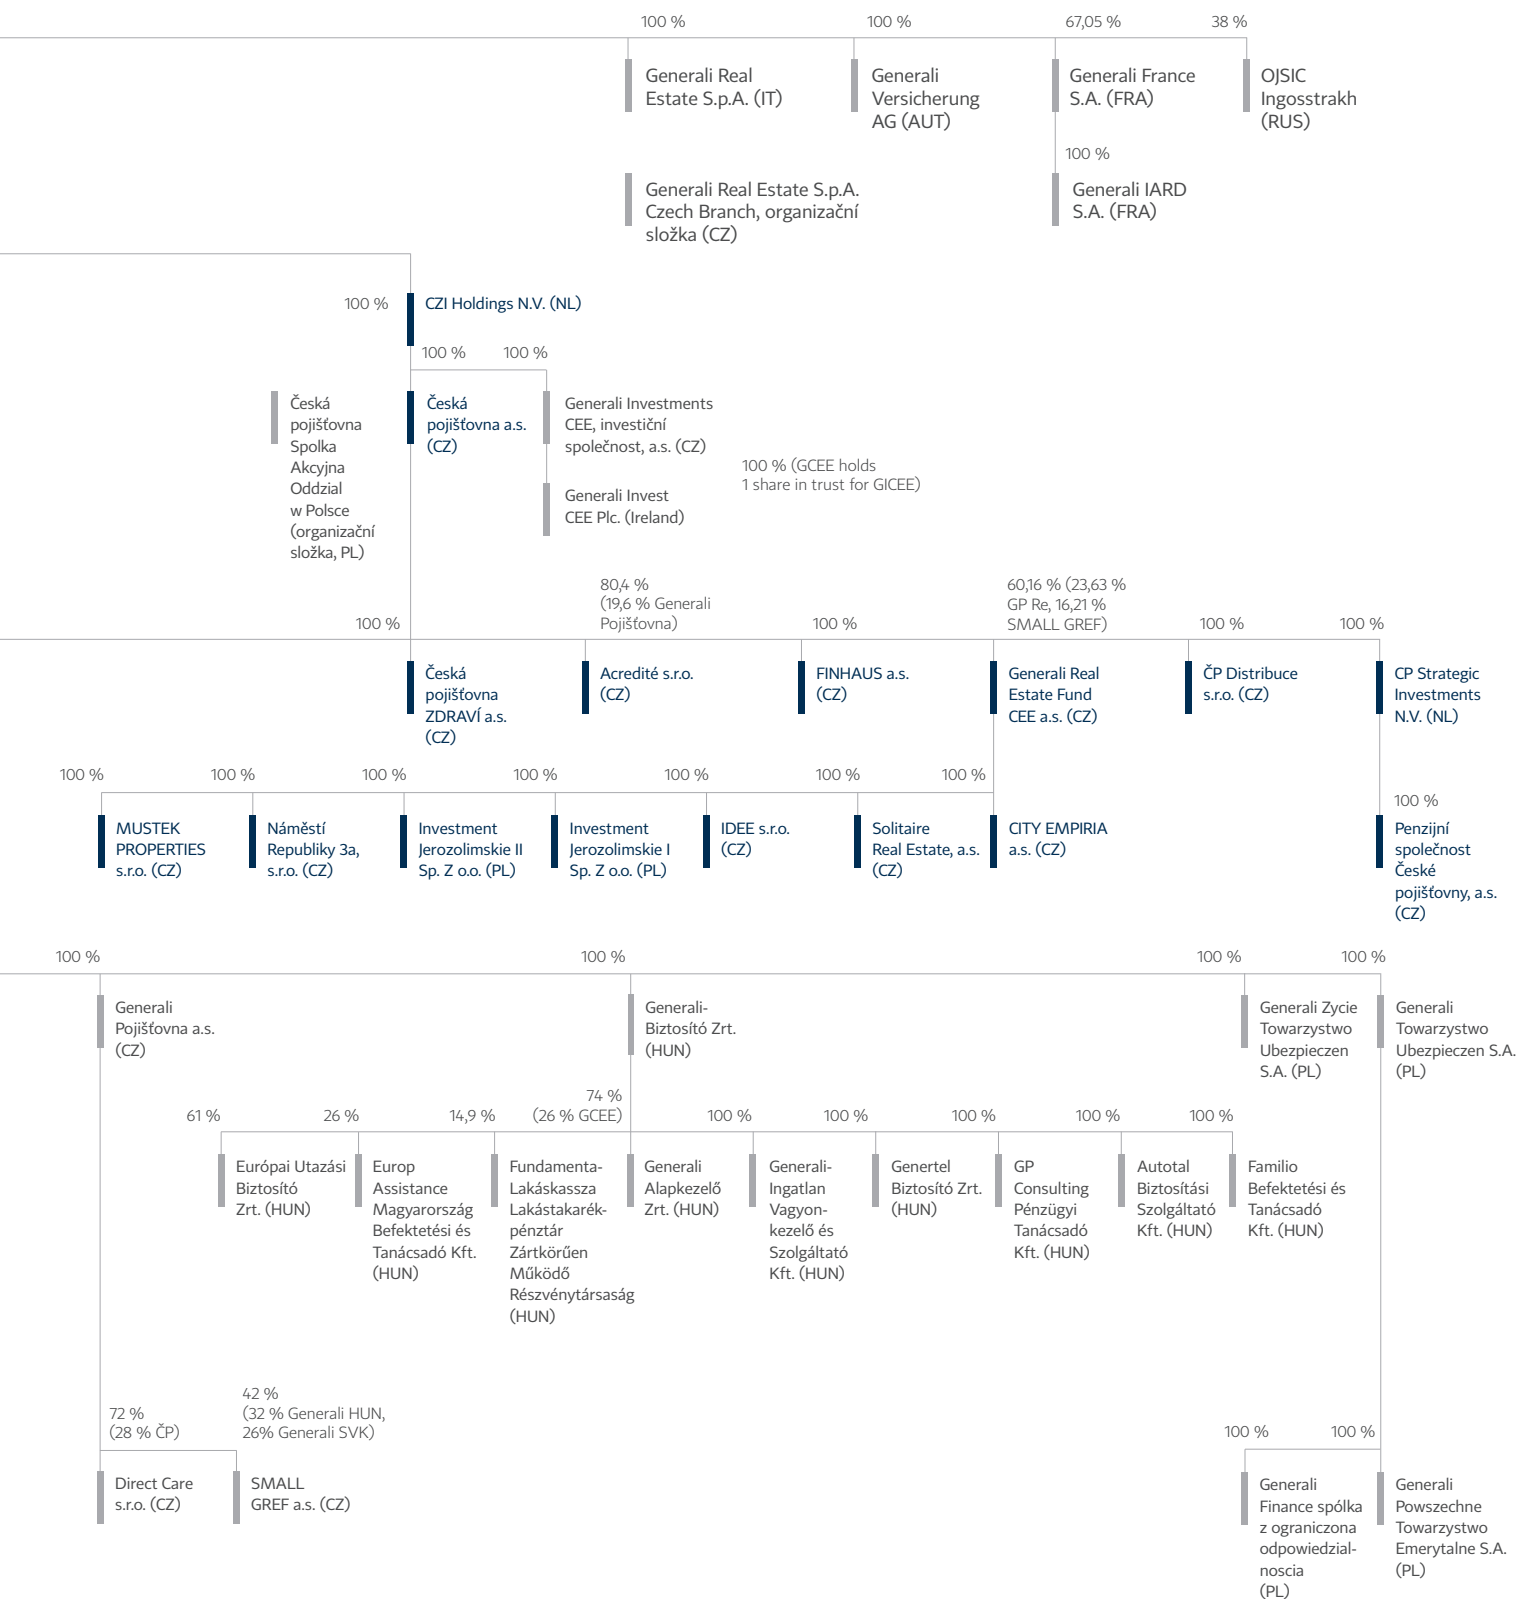 100 %
100 %
67,05 %
38 %
Generali Real
Estate S.p.A. (IT)
Generali
Versicherung
AG (AUT)
Generali France
S.A. (FRA)
OJSIC
Ingosstrakh
(RUS)
100 %
Generali Real Estate S.p.A.
Czech Branch, organizační
složka (CZ)
Generali IARD
S.A. (FRA)
100 %
CZI Holdings N.V. (NL)
100 %
100 %
Česká
pojišťovna
Spolka
Akcyjna
Oddzial
w Polsce
(organizační
složka, PL)
Česká
pojišťovna a.s.
(CZ)
Generali Investments
CEE, investiční
společnost, a.s. (CZ)
100 % (GCEE holds
1 share in trust for GICEE)
Generali Invest
CEE Plc. (Ireland)
100 %
80,4 %
(19,6 % Generali
Pojišťovna)
100 %
60,16 % (23,63 %
GP Re, 16,21 %
SMALL GREF)
100 %
100 %
Česká
pojišťovna
ZDRAVÍ a.s.
(CZ)
Acredité s.r.o.
(CZ)
FINHAUS a.s.
(CZ)
Generali Real
Estate Fund
CEE a.s. (CZ)
ČP Distribuce
s.r.o. (CZ)
CP Strategic
Investments
N.V. (NL)
100 %
100 %
100 %
100 %
100 %
100 %
100 %
100 %
MUSTEK
PROPERTIES
s.r.o. (CZ)
Náměstí
Republiky 3a,
s.r.o. (CZ)
Investment
Jerozolimskie II
Sp. Z o.o. (PL)
Investment
Jerozolimskie I
Sp. Z o.o. (PL)
IDEE s.r.o.
(CZ)
Solitaire
Real Estate, a.s.
(CZ)
CITY EMPIRIA
a.s. (CZ)
Penzijní
společnost
České
pojišťovny, a.s.
(CZ)
100 %
100 %
100 %
100 %
Generali
Pojišťovna a.s.
(CZ)
Generali-
Biztosító Zrt.
(HUN)
Generali Zycie
Towarzystwo
Ubezpieczen
S.A. (PL)
Generali
Towarzystwo
Ubezpieczen S.A.
(PL)
61 %
26 %
14,9 %
74 %
(26 % GCEE)
100 %
100 %
100 %
100 %
100 %
Európai Utazási
Biztosító
Zrt. (HUN)
Europ
Assistance
Magyarország
Befektetési és
Tanácsadó Kft.
(HUN)
Fundamenta-
Lakáskassza
Lakástakarék-
pénztár
Zártkörűen
Működő
Részvénytársaság
(HUN)
Generali
Alapkezelő
Zrt. (HUN)
Generali-
Ingatlan
Vagyon-
kezelő és
Szolgáltató
Kft. (HUN)
Genertel
Biztosító Zrt.
(HUN)
GP
Consulting
Pénzügyi
Tanácsadó
Kft. (HUN)
Autotal
Biztosítási
Szolgáltató
Kft. (HUN)
Familio
Befektetési és
Tanácsadó
Kft. (HUN)
72 %
(28 % ČP)
42 %
(32 % Generali HUN,
26% Generali SVK)
100 %
100 %
Direct Care
s.r.o. (CZ)
SMALL
GREF a.s. (CZ)
Generali
Finance spólka
z ograniczona
odpowiedzial-
noscia
(PL)
Generali
Powszechne
Towarzystwo
Emerytalne S.A.
(PL)